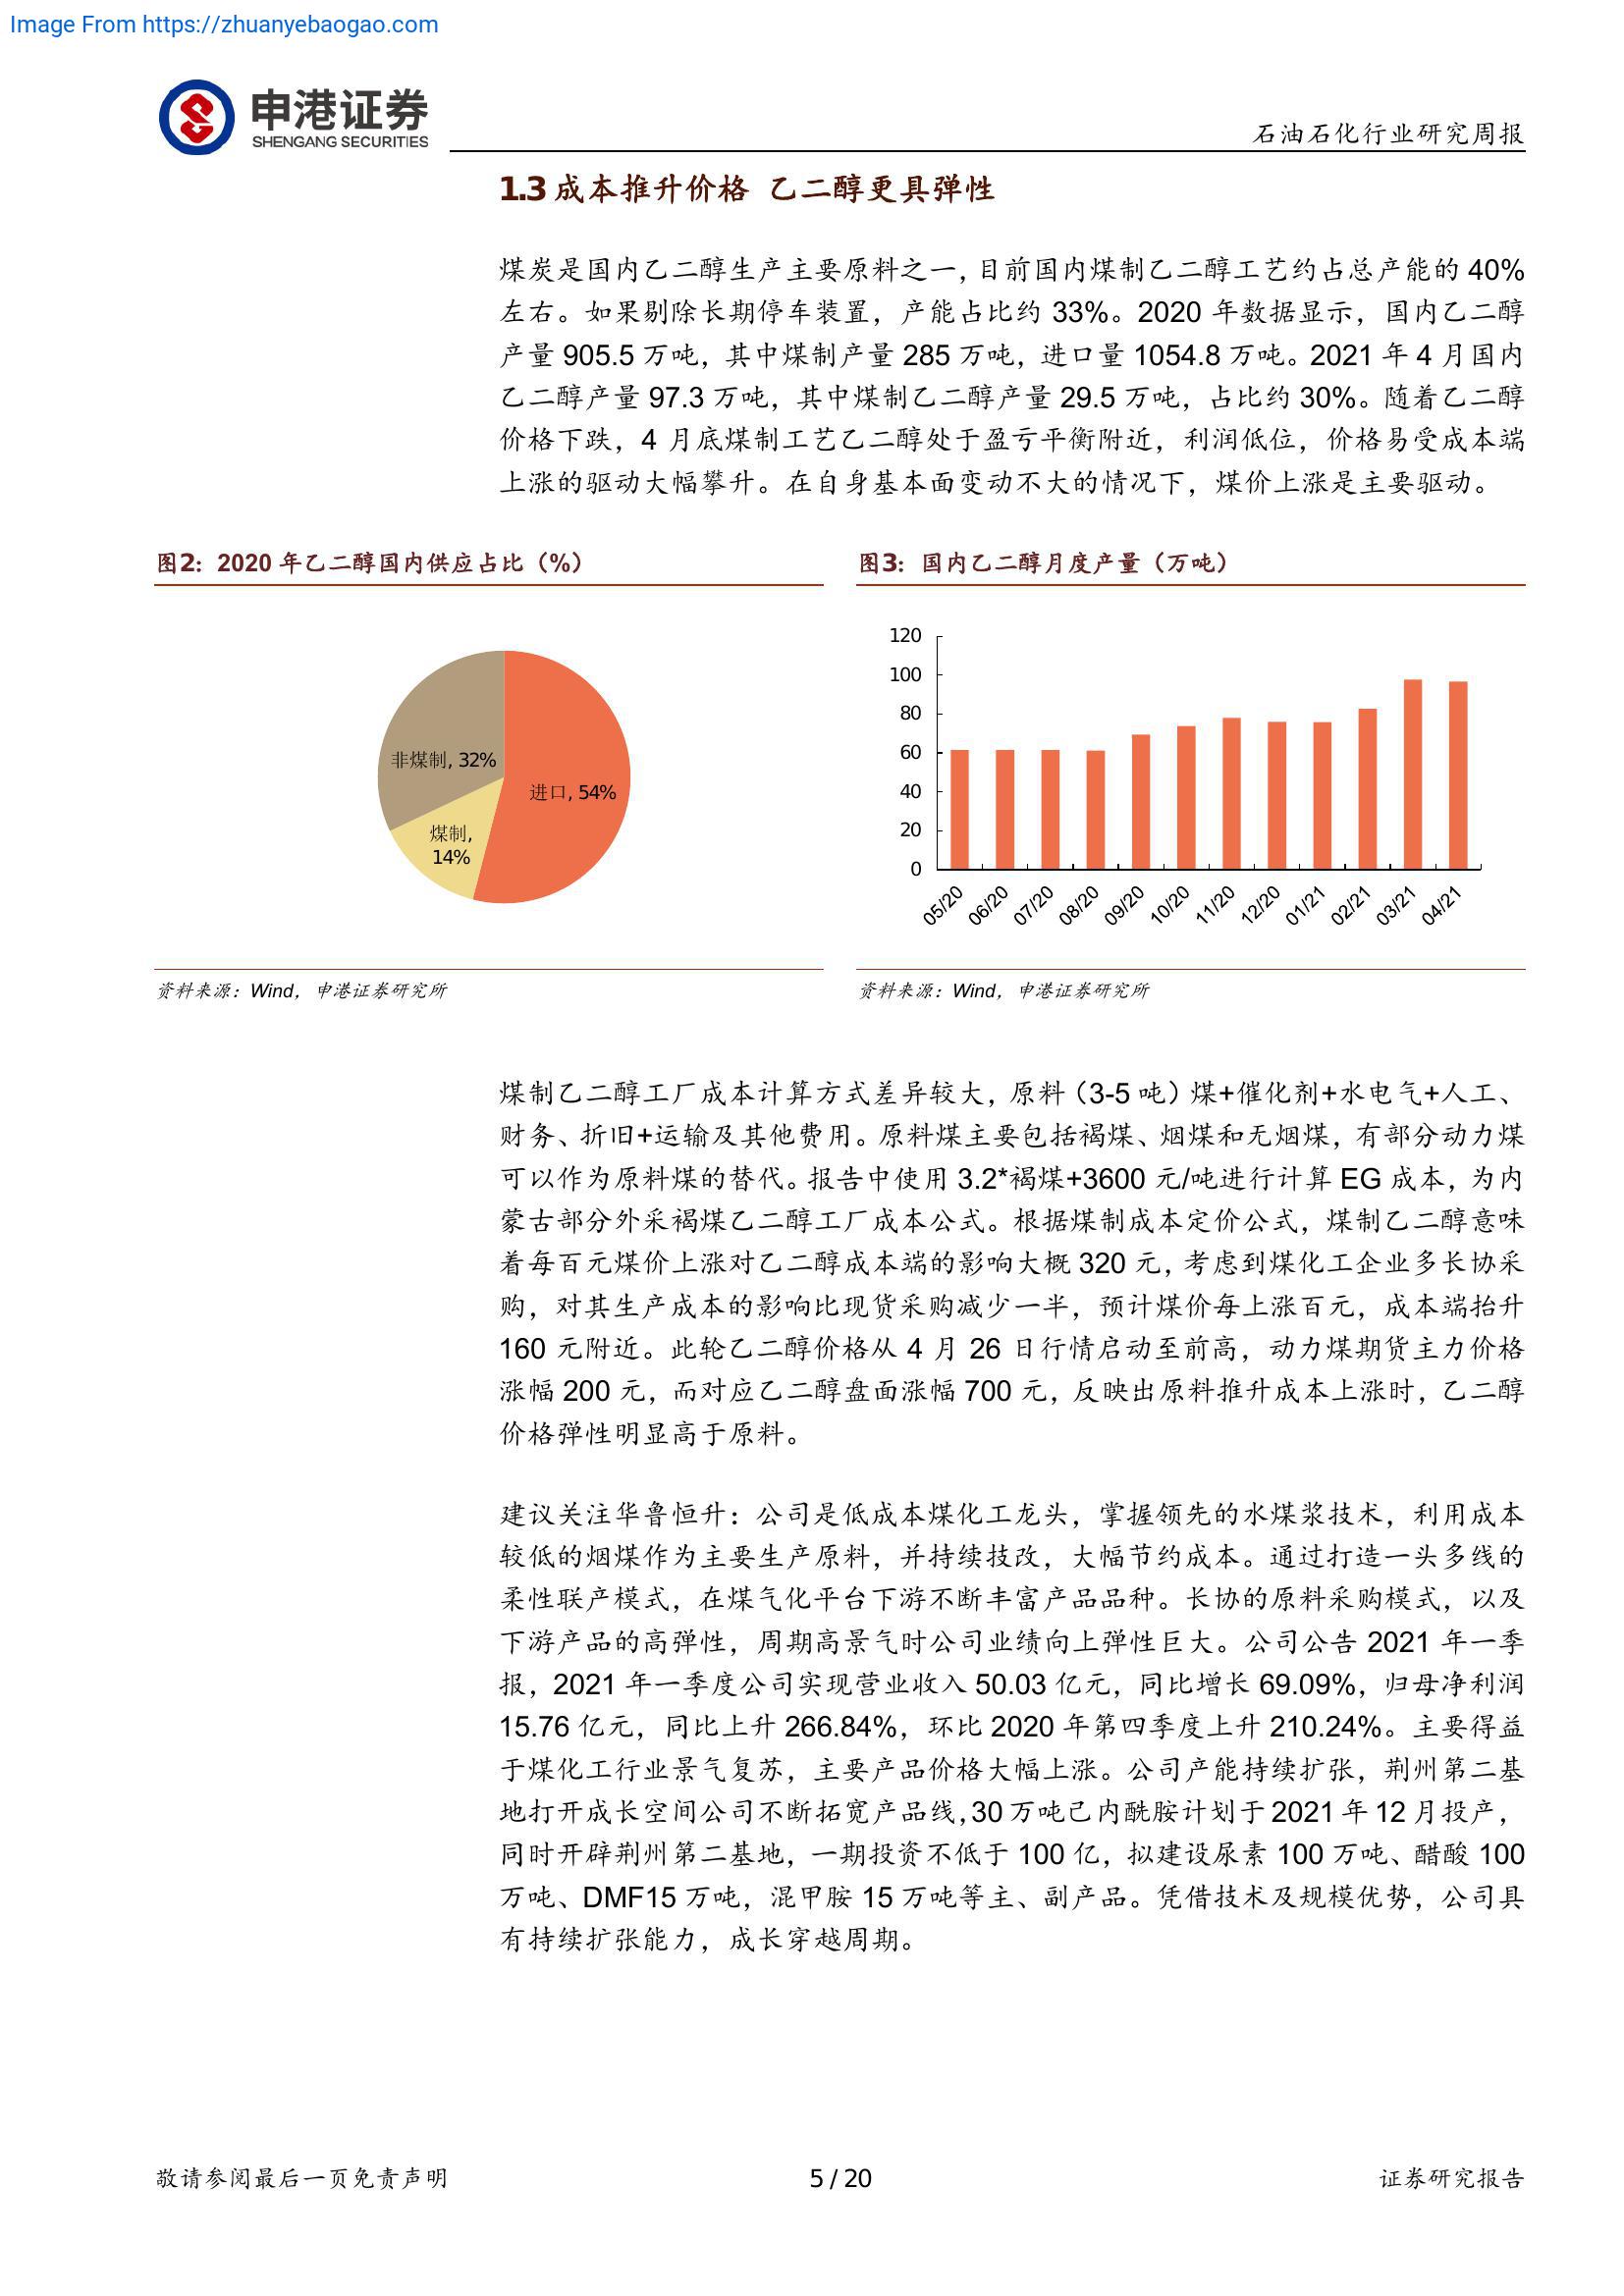 Image From https://zhuanyebaogao.com
申港证券
SHENGANG SECURITIES
石油石化行业研究周报
1.3 成本推升价格 乙二醇更具弹性
煤炭是国内乙二醇生产主要原料之一，目前国内煤制乙二醇工艺约占总产能的 40%
左右。如果剔除长期停车装置，产能占比约 33%。2020 年数据显示，国内乙二醇
产量 905.5 万吨，其中煤制产量 285 万吨，进口量 1054.8 万吨。2021 年 4 月国内
乙二醇产量 97.3 万吨，其中煤制乙二醇产量 29.5 万吨，占比约 30%。随着乙二醇
价格下跌，4 月底煤制工艺乙二醇处于盈亏平衡附近，利润低位，价格易受成本端
上涨的驱动大幅攀升。在自身基本面变动不大的情况下，煤价上涨是主要驱动。
图2：2020 年乙二醇国内供应占比（%）
非煤制, 32%
进口, 54%
煤制,
14%
资料来源：Wind，申港证券研究所
图3：国内乙二醇月度产量（万吨）
120
100
80
60
40
20
0
05/20 06/20 07/20 08/20 09/20 10/20 11/20 12/20 01/21 02/21 03/21 04/21
资料来源：Wind，申港证券研究所
煤制乙二醇工厂成本计算方式差异较大，原料（3-5 吨）煤+催化剂+水电气+人工、
财务、折旧+运输及其他费用。原料煤主要包括褐煤、烟煤和无烟煤，有部分动力煤
可以作为原料煤的替代。报告中使用 3.2*褐煤+3600 元/吨进行计算 EG 成本，为内
蒙古部分外采褐煤乙二醇工厂成本公式。根据煤制成本定价公式，煤制乙二醇意味
着每百元煤价上涨对乙二醇成本端的影响大概 320 元，考虑到煤化工企业多长协采
购，对其生产成本的影响比现货采购减少一半，预计煤价每上涨百元，成本端抬升
160 元附近。此轮乙二醇价格从 4 月 26 日行情启动至前高，动力煤期货主力价格
涨幅 200 元，而对应乙二醇盘面涨幅 700 元，反映出原料推升成本上涨时，乙二醇
价格弹性明显高于原料。
建议关注华鲁恒升：公司是低成本煤化工龙头，掌握领先的水煤浆技术，利用成本
较低的烟煤作为主要生产原料，并持续技改，大幅节约成本。通过打造一头多线的
柔性联产模式，在煤气化平台下游不断丰富产品品种。长协的原料采购模式，以及
下游产品的高弹性，周期高景气时公司业绩向上弹性巨大。公司公告 2021 年一季
报，2021 年一季度公司实现营业收入 50.03 亿元，同比增长 69.09%，归母净利润
15.76 亿元，同比上升 266.84%，环比 2020 年第四季度上升 210.24%。主要得益
于煤化工行业景气复苏，主要产品价格大幅上涨。公司产能持续扩张，荆州第二基
地打开成长空间公司不断拓宽产品线，30 万吨己内酰胺计划于 2021 年 12 月投产，
同时开辟荆州第二基地，一期投资不低于 100 亿，拟建设尿素 100 万吨、醋酸 100
万吨、DMF15 万吨，混甲胺 15 万吨等主、副产品。凭借技术及规模优势，公司具
有持续扩张能力，成长穿越周期。
敬请参阅最后一页免责声明
5 / 20
证券研究报告